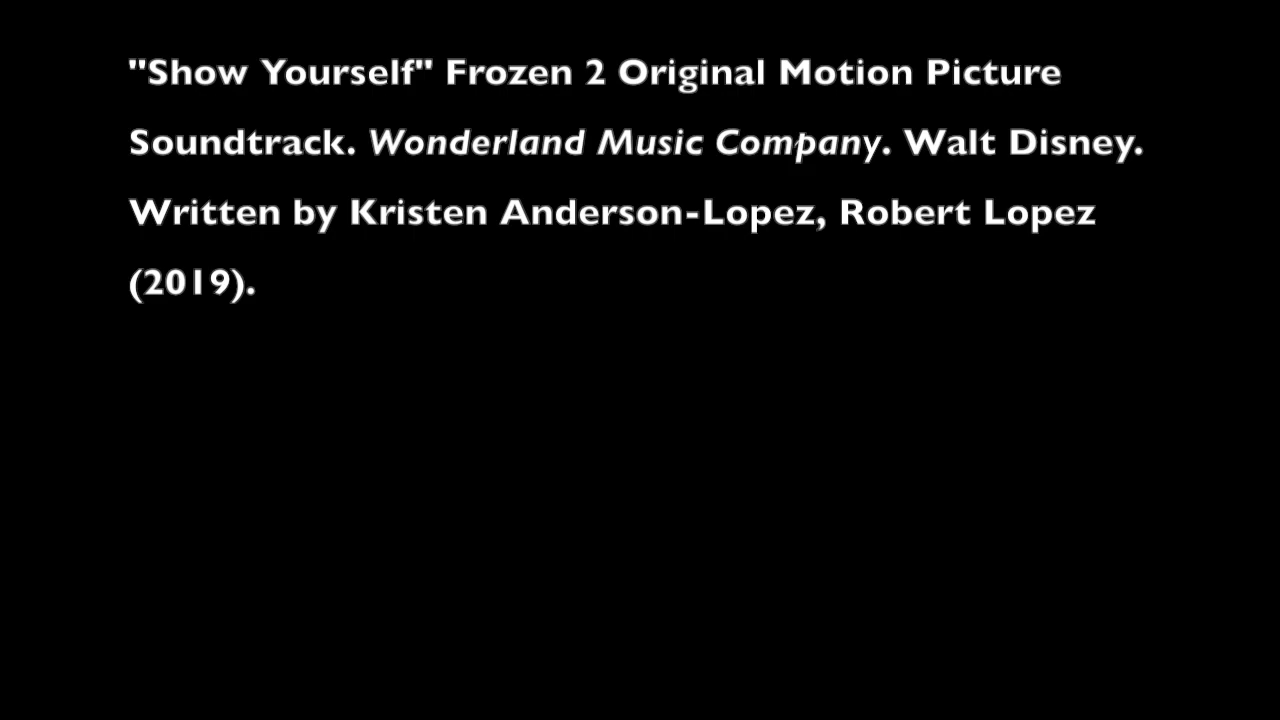 "Show Yourself" Frozen 2 Original Motion Picture
Soundtrack. Wonderland Music Company. Walt Disney.
Written by Kristen Anderson-Lopez, Robert Lopez
(2019).